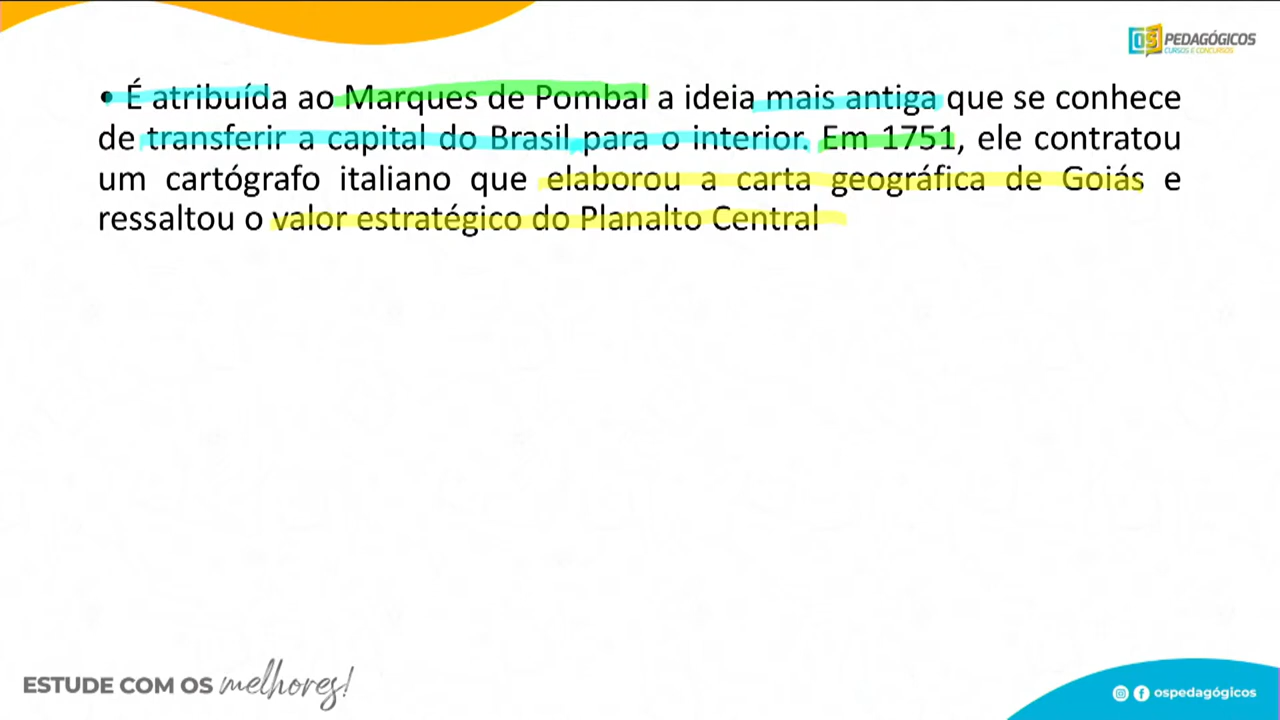 OS PEDAGÓGICOS
CURSOS E CONCURSOS
• É atribuída ao Marques de Pombal a ideia mais antiga que se conhece
de transferir a capital do Brasil para o interior. Em 1751, ele contratou
um cartógrafo italiano que elaborou a carta geográfica de Goiás e
ressaltou o valor estratégico do Planalto Central
ESTUDE COM OS melhores!
ospedagógicos